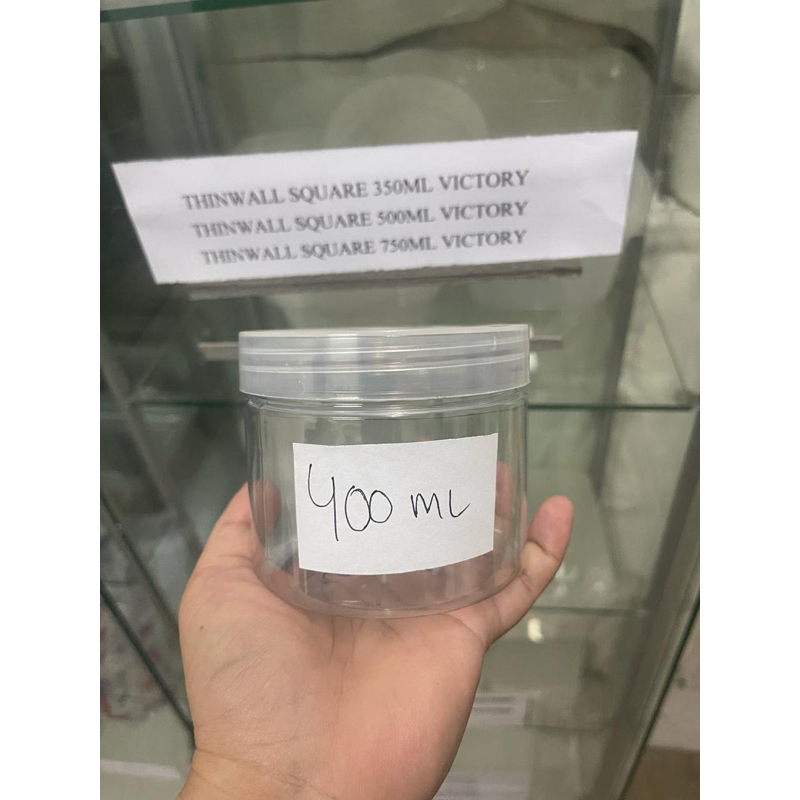 THINWALL SQUARE 350ML VICTORY
THINWALL SQUARE 500ML VICTORY
THINWALL SQUARE 750ML VICTORY
400 ML